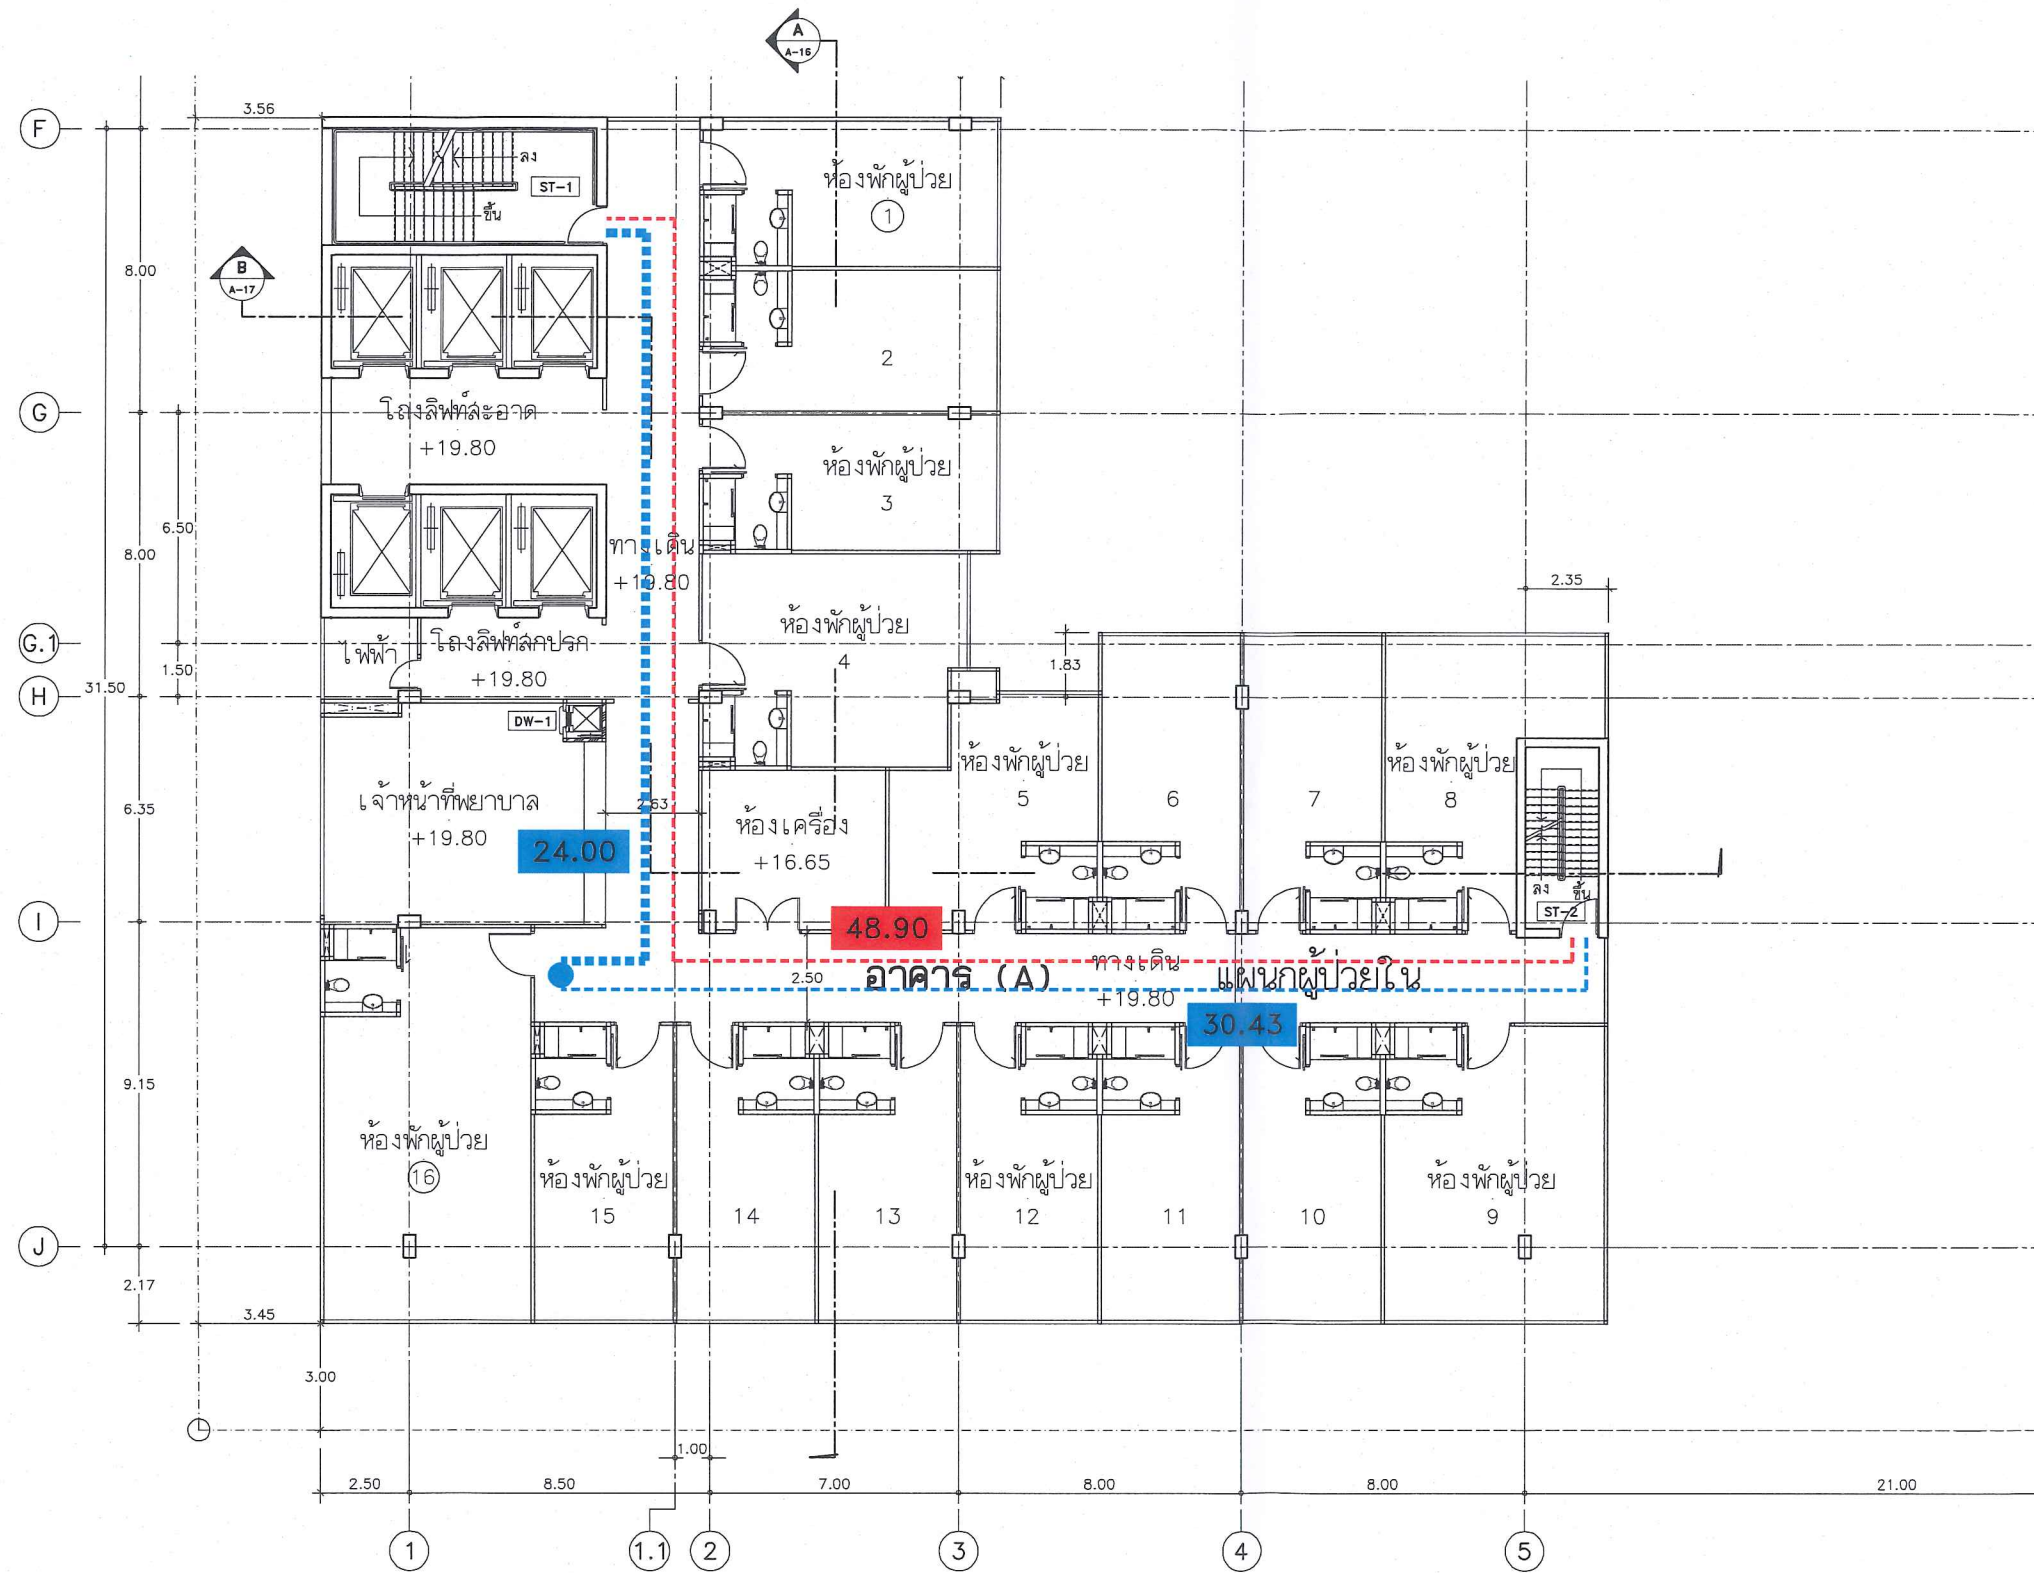 A
A-16
F
3.56
ลง
ST-1
ขึ้น
ห้องพักผู้ป่วย
1
8.00
B
A-17
2
G
โถงลิฟท์สะอาด
+19.80
ห้องพักผู้ป่วย
3
6.50
8.00
ทางเดิน
+19.80
2.35
G.1
ไฟฟ้า
โถงลิฟท์สกปรก
+19.80
ห้องพักผู้ป่วย
4
1.83
1.50
31.50
H
DW-1
ห้องพักผู้ป่วย
5
6
7
ห้องพักผู้ป่วย
8
เจ้าหน้าที่พยาบาล
+19.80
6.35
2.63
ห้องเครื่อง
+16.65
24.00
ลง
ขึ้น
ST-2
I
48.90
2.50
อาคาร (A)
ทางเดิน
+19.80
แผนกผู้ป่วยใน
30.43
9.15
ห้องพักผู้ป่วย
16
ห้องพักผู้ป่วย
15
14
13
ห้องพักผู้ป่วย
12
11
10
ห้องพักผู้ป่วย
9
J
2.17
3.45
3.00
1.00
2.50
8.50
7.00
8.00
8.00
21.00
1
1.1
2
3
4
5